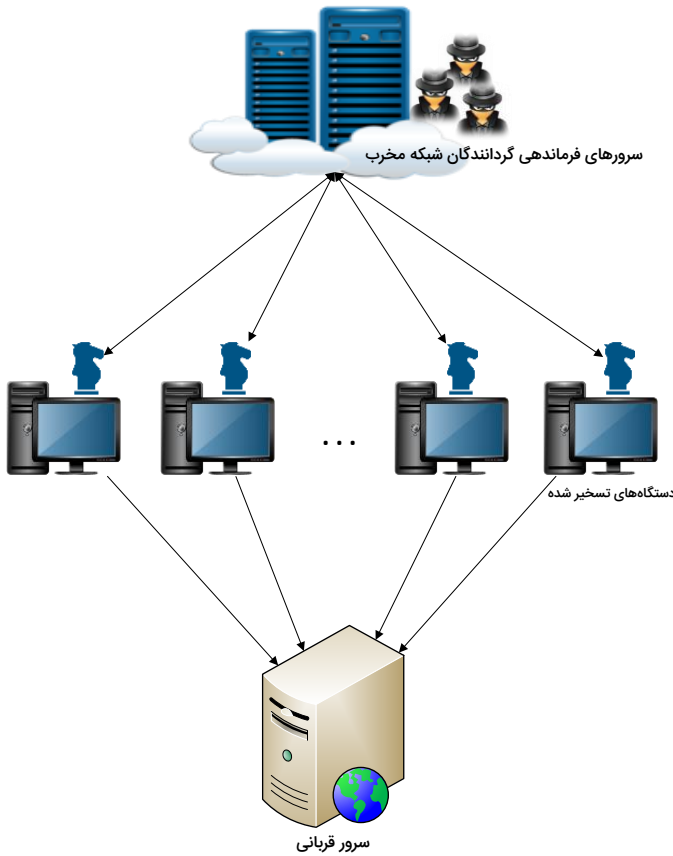 سرورهای فرماندهی گردانندگان شبکه مخرب
...
دستگاه‌های تسخیر شده
سرور قربانی